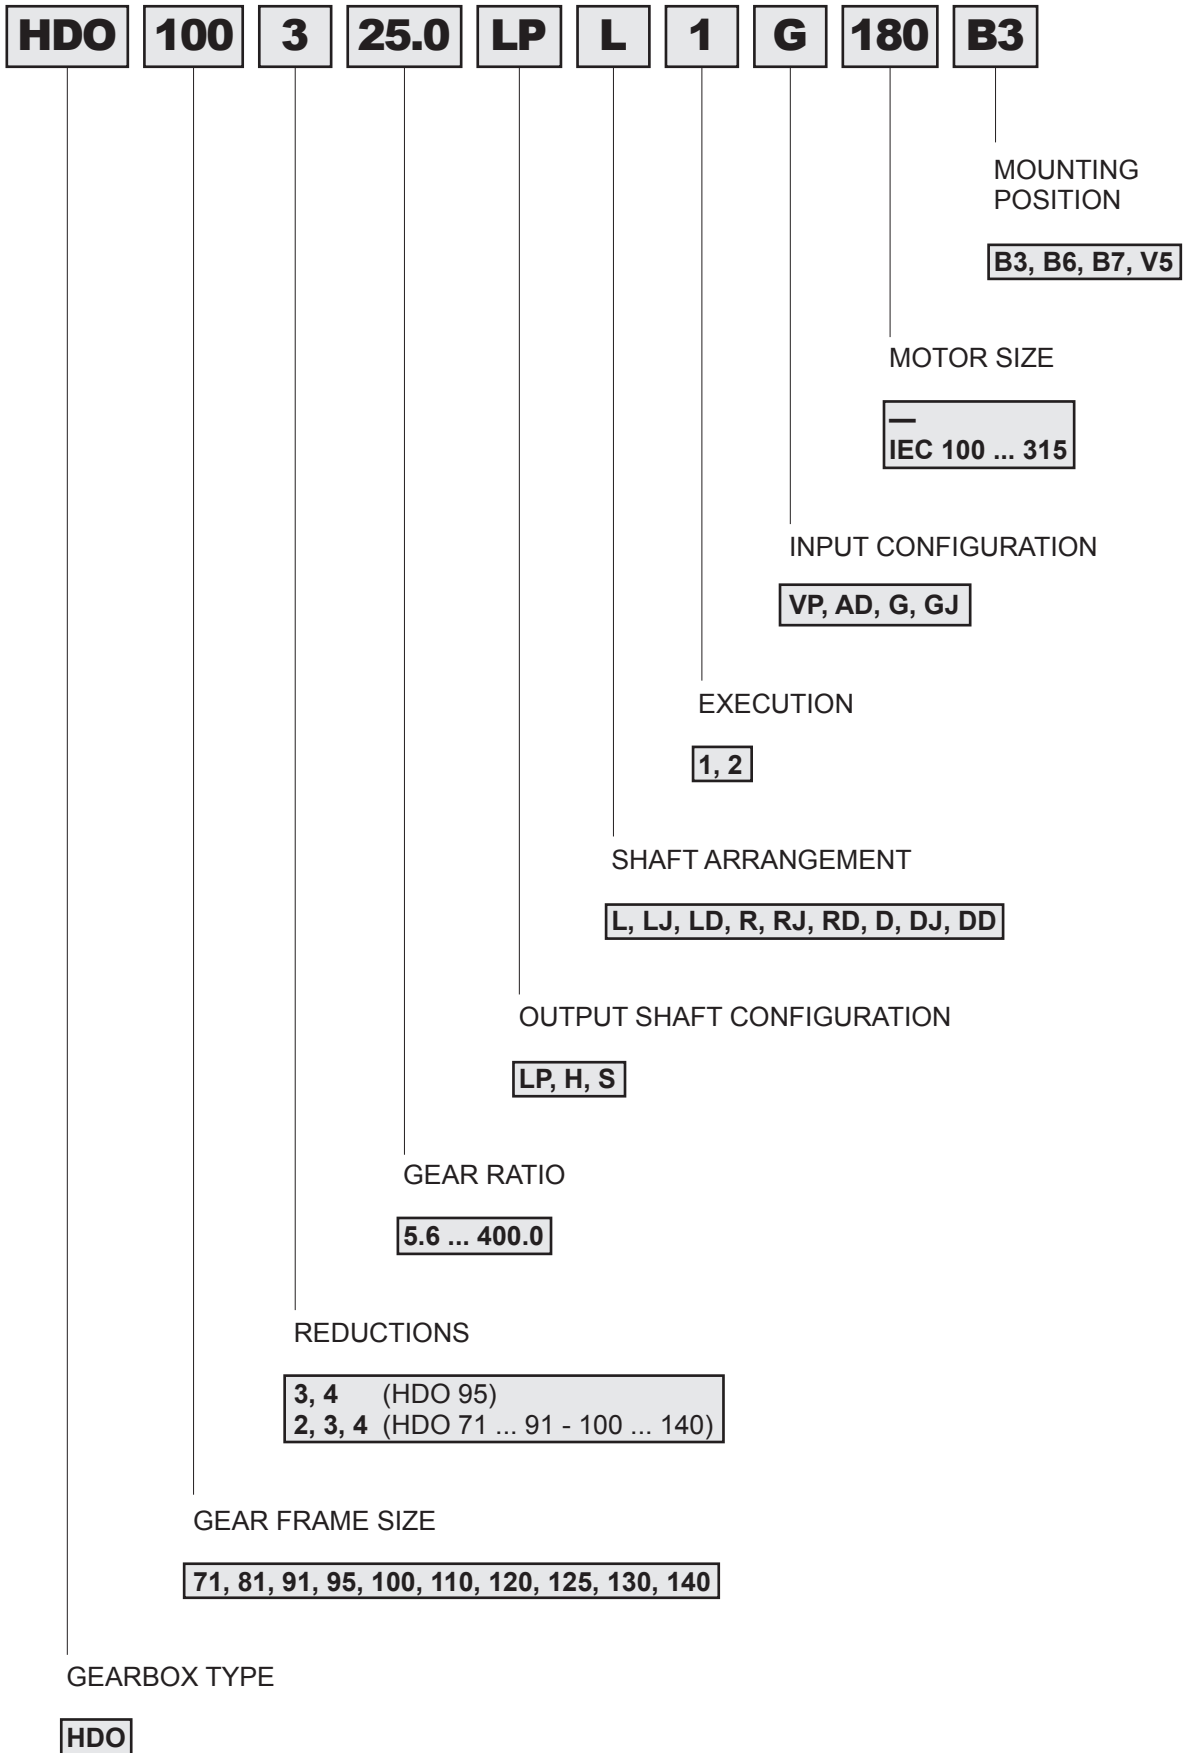 HDO 100 3 25.0 LP L 1 G 180 B3
MOUNTING
POSITION
B3, B6, B7, V5
MOTOR SIZE
—
IEC 100 ... 315
INPUT CONFIGURATION
VP, AD, G, GJ
EXECUTION
1, 2
SHAFT ARRANGEMENT
L, LJ, LD, R, RJ, RD, D, DJ, DD
OUTPUT SHAFT CONFIGURATION
LP, H, S
GEAR RATIO
5.6 ... 400.0
REDUCTIONS
3, 4 (HDO 95)
2, 3, 4 (HDO 71 ... 91 - 100 ... 140)
GEAR FRAME SIZE
71, 81, 91, 95, 100, 110, 120, 125, 130, 140
GEARBOX TYPE
HDO